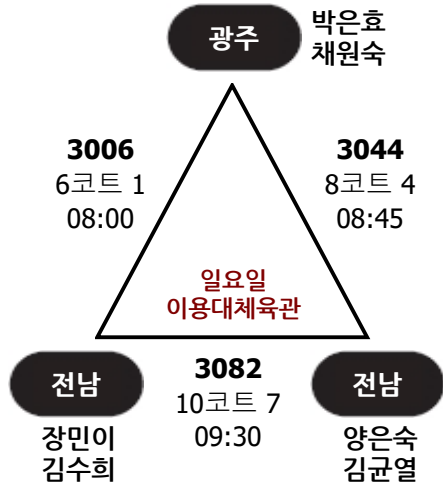 광주
박은효
채원숙
3006
6코트 1
08:00
3044
8코트 4
08:45
일요일
이용대체육관
전남
장민이
김수희
3082
10코트 7
09:30
전남
양은숙
김균열